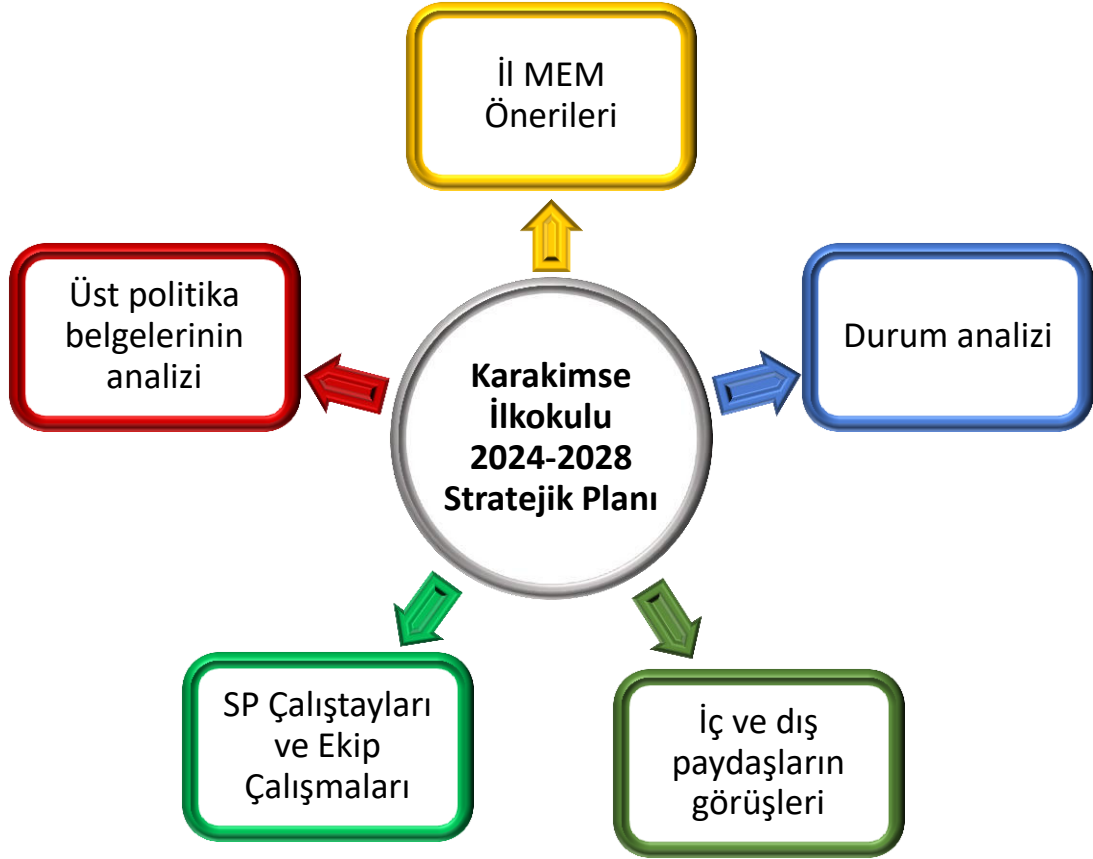 İl MEM
Önerileri
Üst politika
belgelerinin
analizi
Durum analizi
Karakimse
İlkokulu
2024-2028
Stratejik Planı
SP Çalıştayları
ve Ekip
Çalışmaları
İç ve dış
paydaşların
görüşleri